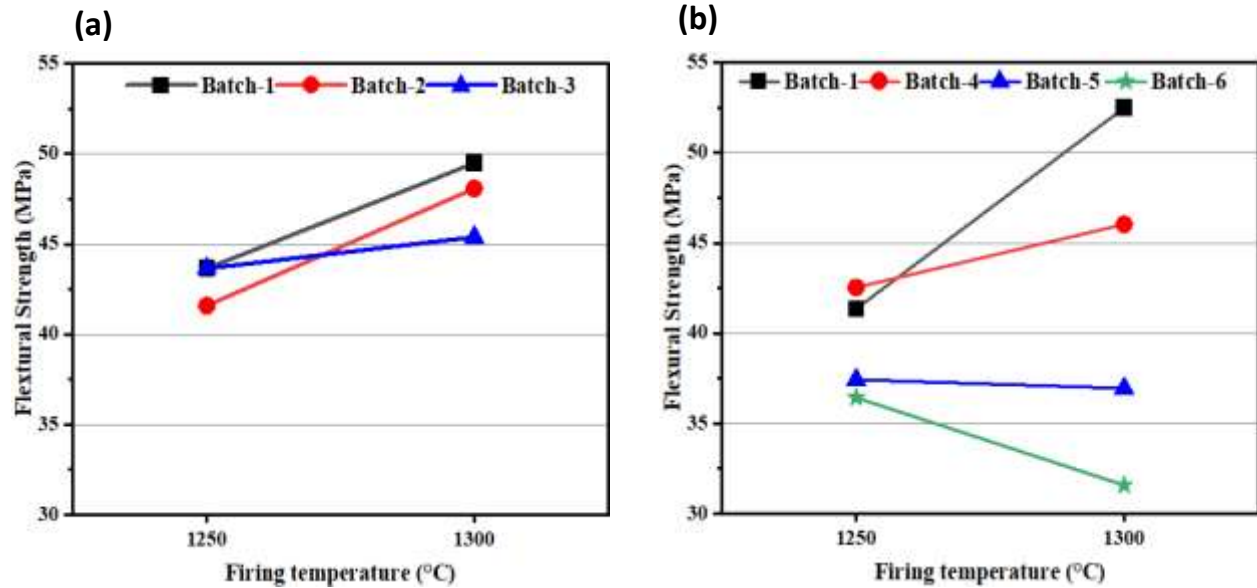 (a)
Batch-1 Batch-2 Batch-3
Flextural Strength (MPa)
55
50
45
40
35
30
1250 1300
Firing temperature (°C)
(b)
Batch-1 Batch-4 Batch-5 Batch-6
Flexural Strength (MPa)
55
50
45
40
35
30
1250 1300
Firing temperature (°C)